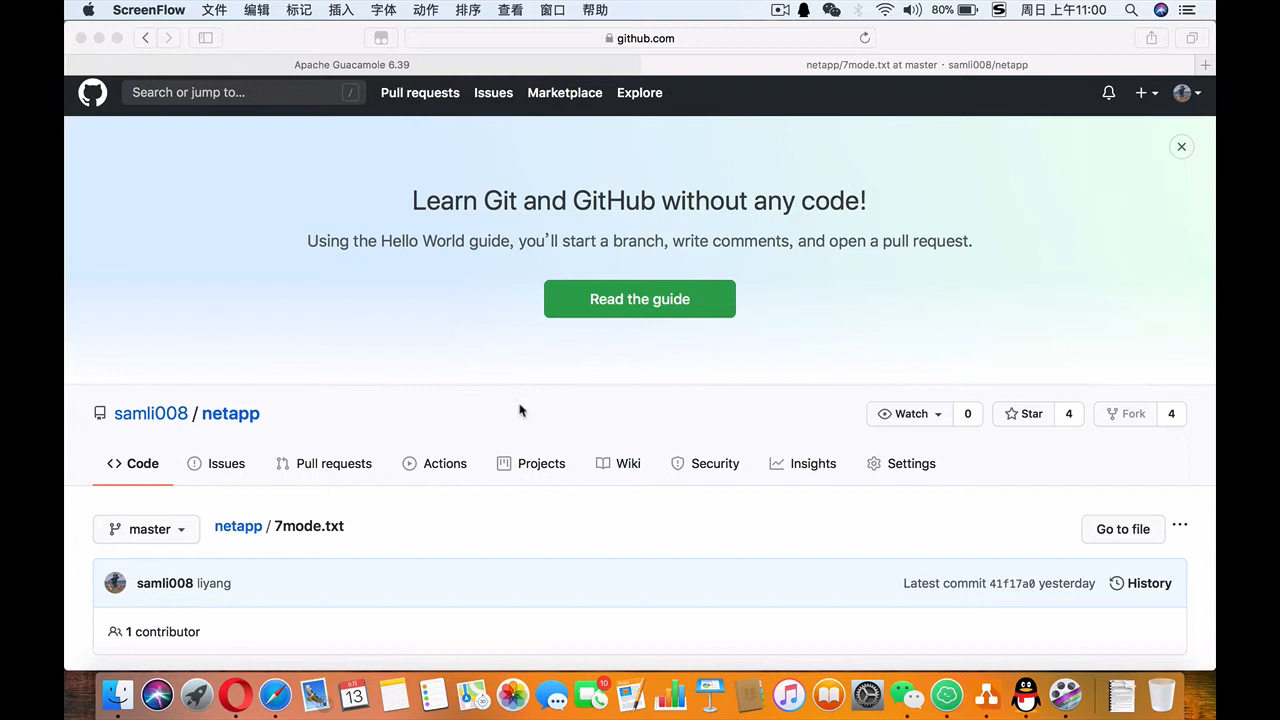 ScreenFlow 文件 编辑 标记 插入 字体 动作 排序 查看 窗口 帮助 80% S 周日 上午11:00
github.com
Apache Guacamole 6.39 netapp/7mode.txt at master · samli008/netapp
Search or jump to... / Pull requests Issues Marketplace Explore
Learn Git and GitHub without any code!
Using the Hello World guide, you’ll start a branch, write comments, and open a pull request.
Read the guide
samli008 / netapp Watch 0 Star 4 Fork 4
Code Issues Pull requests Actions Projects Wiki Security Insights Settings
master netapp / 7mode.txt Go to file ...
samli008 liyang Latest commit 41f17a0 yesterday History
1 contributor
9月 13 10